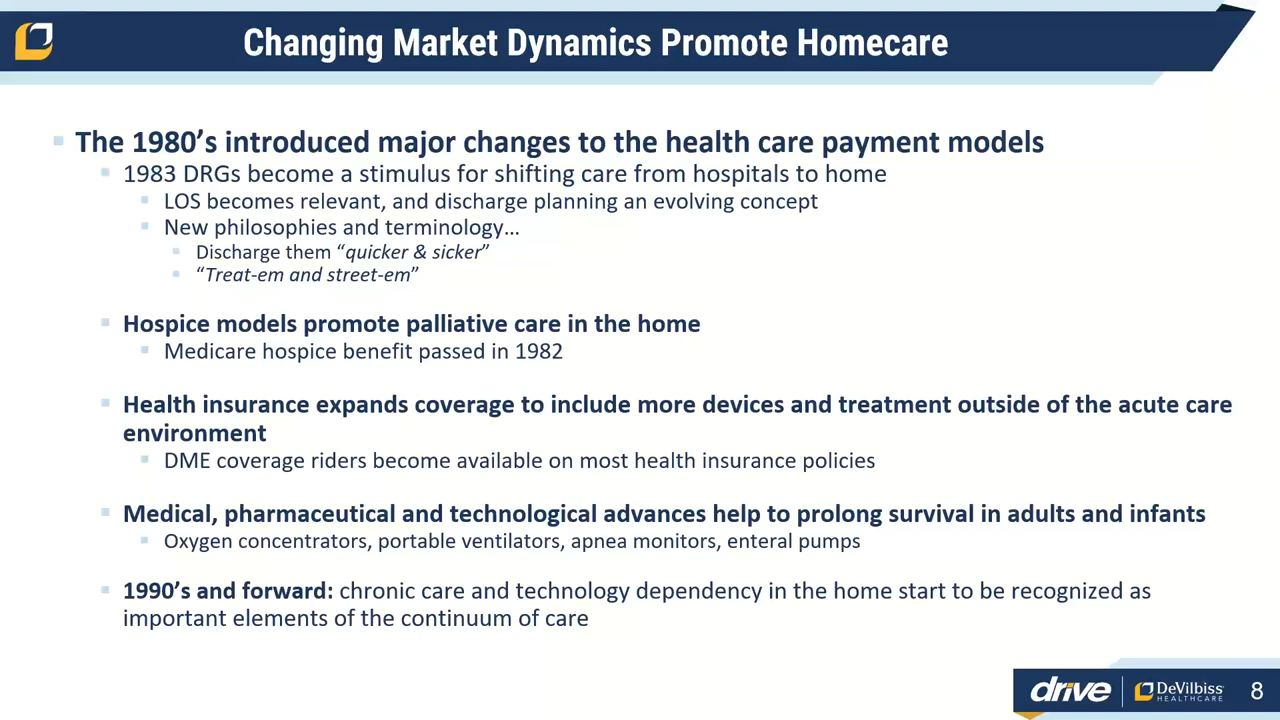 Changing Market Dynamics Promote Homecare
The 1980’s introduced major changes to the health care payment models
1983 DRGs become a stimulus for shifting care from hospitals to home
LOS becomes relevant, and discharge planning an evolving concept
New philosophies and terminology…
Discharge them “quicker & sicker”
“Treat-em and street-em”
Hospice models promote palliative care in the home
Medicare hospice benefit passed in 1982
Health insurance expands coverage to include more devices and treatment outside of the acute care
environment
DME coverage riders become available on most health insurance policies
Medical, pharmaceutical and technological advances help to prolong survival in adults and infants
Oxygen concentrators, portable ventilators, apnea monitors, enteral pumps
1990’s and forward: chronic care and technology dependency in the home start to be recognized as
important elements of the continuum of care
drive
DeVilbiss
HEALTHCARE
8